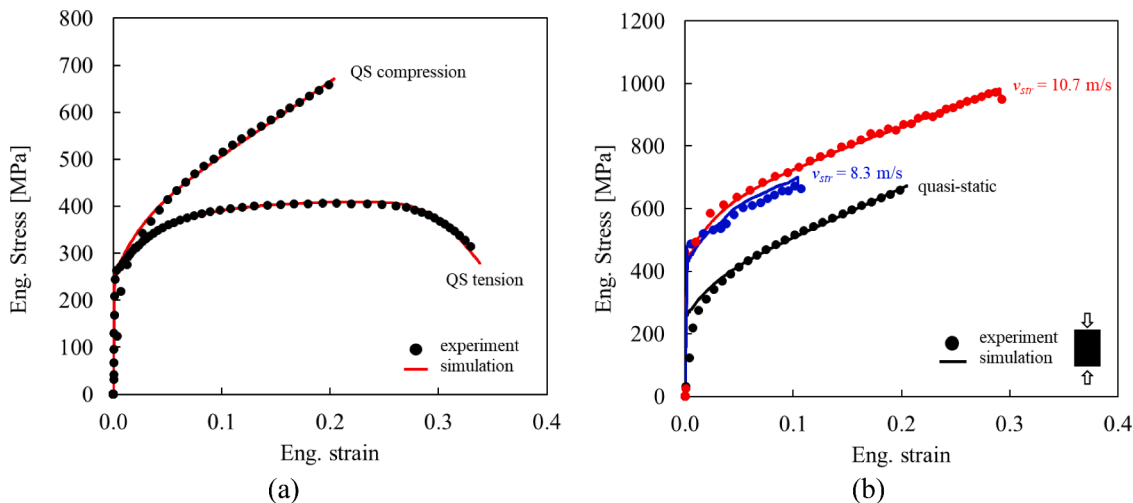 800
700
600
500
400
300
200
100
0
0.0 0.1 0.2 0.3 0.4
Eng. Stress [MPa]
Eng. strain
QS compression
QS tension
experiment
simulation
(a)
1200
1000
800
600
400
200
0
0.0 0.1 0.2 0.3 0.4
Eng. Stress [MPa]
Eng. strain
vstr = 10.7 m/s
vstr = 8.3 m/s
quasi-static
experiment
simulation
(b)